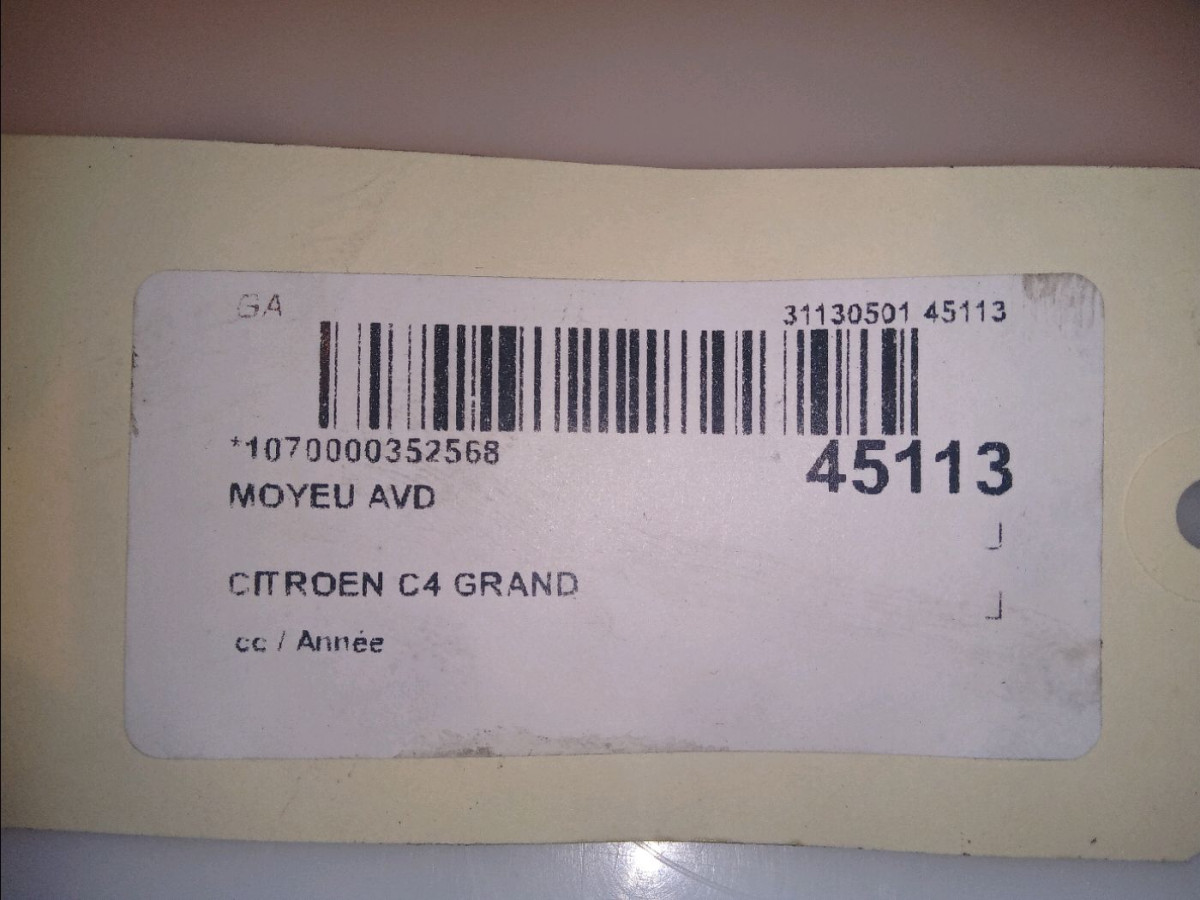 GA 31130501 45113
*1070000352568
45113
MOYEU AVD
CITROEN C4 GRAND
cc / Année